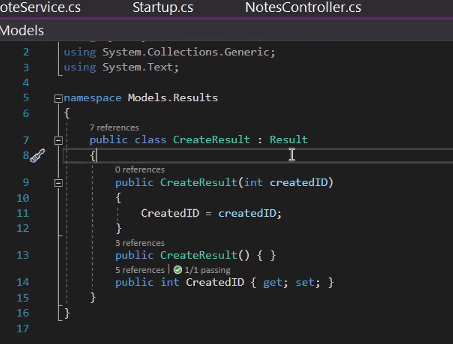 oteService.cs Startup.cs NotesController.cs
Models
2 using System.Collections.Generic;
3 using System.Text;
4
5 namespace Models.Results
6 {
7 references
7 public class CreateResult : Result
8 {
0 references
9 public CreateResult(int createdID)
10 {
11 CreatedID = createdID;
12 }
3 references
13 public CreateResult() { }
5 references | 1/1 passing
14 public int CreatedID { get; set; }
15 }
16 }
17